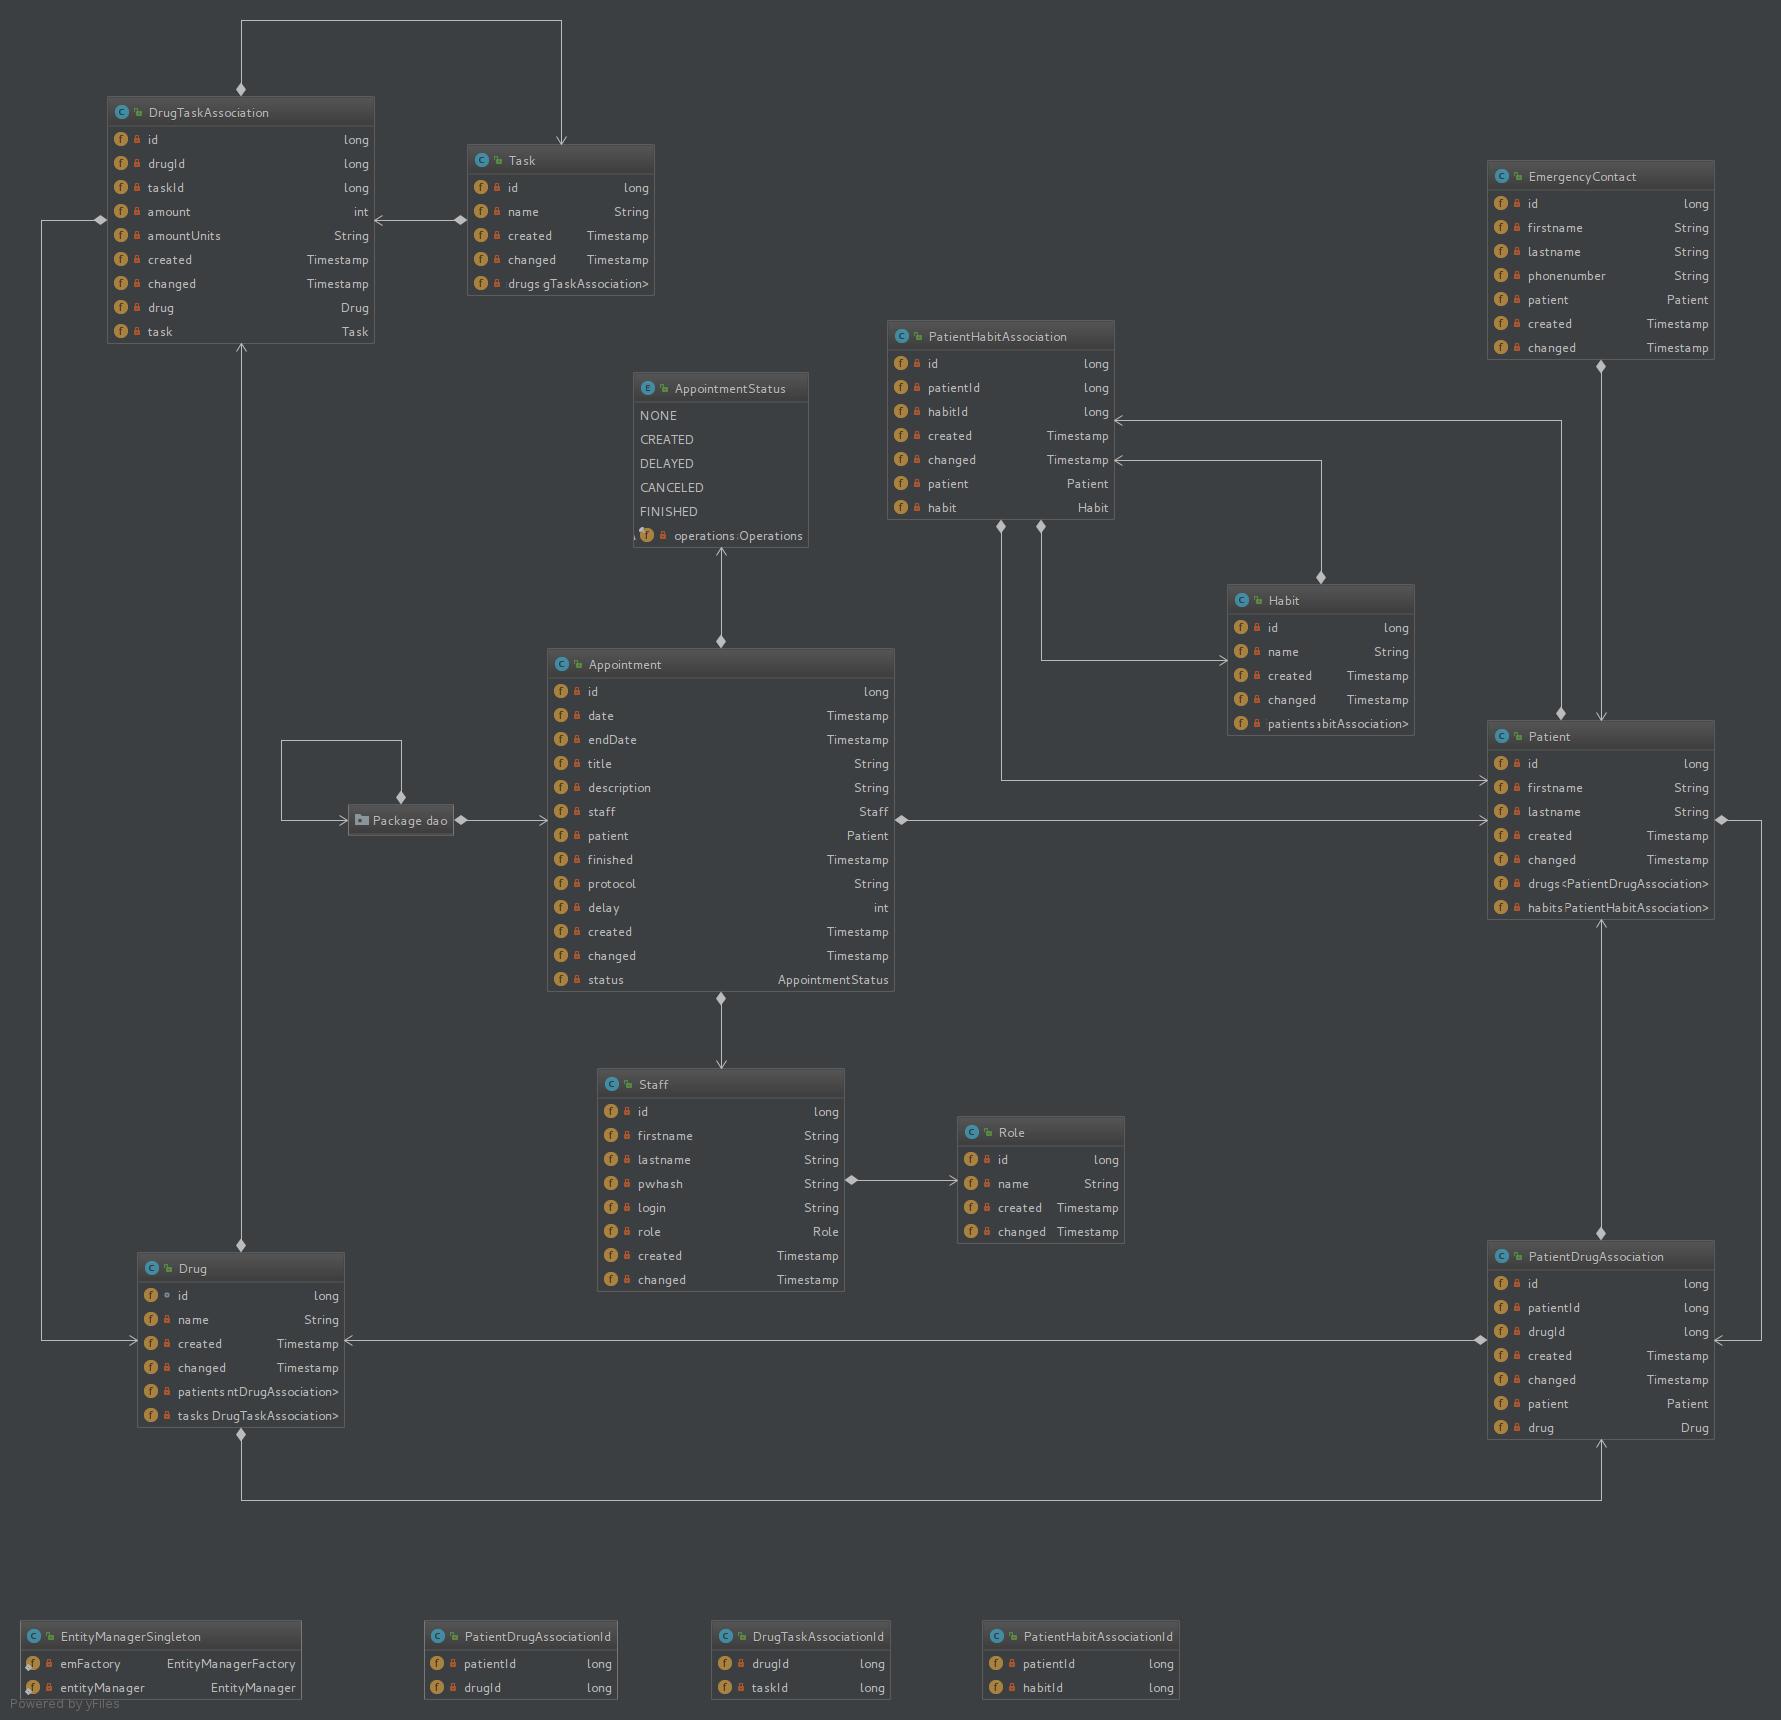 DrugTaskAssociation
id long
drugId long
taskId long
amount int
amountUnits String
created Timestamp
changed Timestamp
drug Drug
task Task
Task
id long
name String
created Timestamp
changed Timestamp
drugs gTaskAssociation>
EmergencyContact
id long
firstname String
lastname String
phonenumber String
patient Patient
created Timestamp
changed Timestamp
PatientHabitAssociation
id long
patientId long
habitId long
created Timestamp
changed Timestamp
patient Patient
habit Habit
AppointmentStatus
NONE
CREATED
DELAYED
CANCELED
FINISHED
operations Operations
Habit
id long
name String
created Timestamp
changed Timestamp
patients bitAssociation>
Appointment
id long
date Timestamp
endDate Timestamp
title String
description String
staff Staff
patient Patient
finished Timestamp
protocol String
delay int
created Timestamp
changed Timestamp
status AppointmentStatus
Package dao
Patient
id long
firstname String
lastname String
created Timestamp
changed Timestamp
drugs <PatientDrugAssociation>
habits PatientHabitAssociation>
Staff
id long
firstname String
lastname String
pwhash String
login String
role Role
created Timestamp
changed Timestamp
Role
id long
name String
created Timestamp
changed Timestamp
Drug
id long
name String
created Timestamp
changed Timestamp
patients ntDrugAssociation>
tasks DrugTaskAssociation>
PatientDrugAssociation
id long
patientId long
drugId long
created Timestamp
changed Timestamp
patient Patient
drug Drug
EntityManagerSingleton
emFactory EntityManagerFactory
entityManager EntityManager
PatientDrugAssociationId
patientId long
drugId long
DrugTaskAssociationId
drugId long
taskId long
PatientHabitAssociationId
patientId long
habitId long
Powered by yFiles